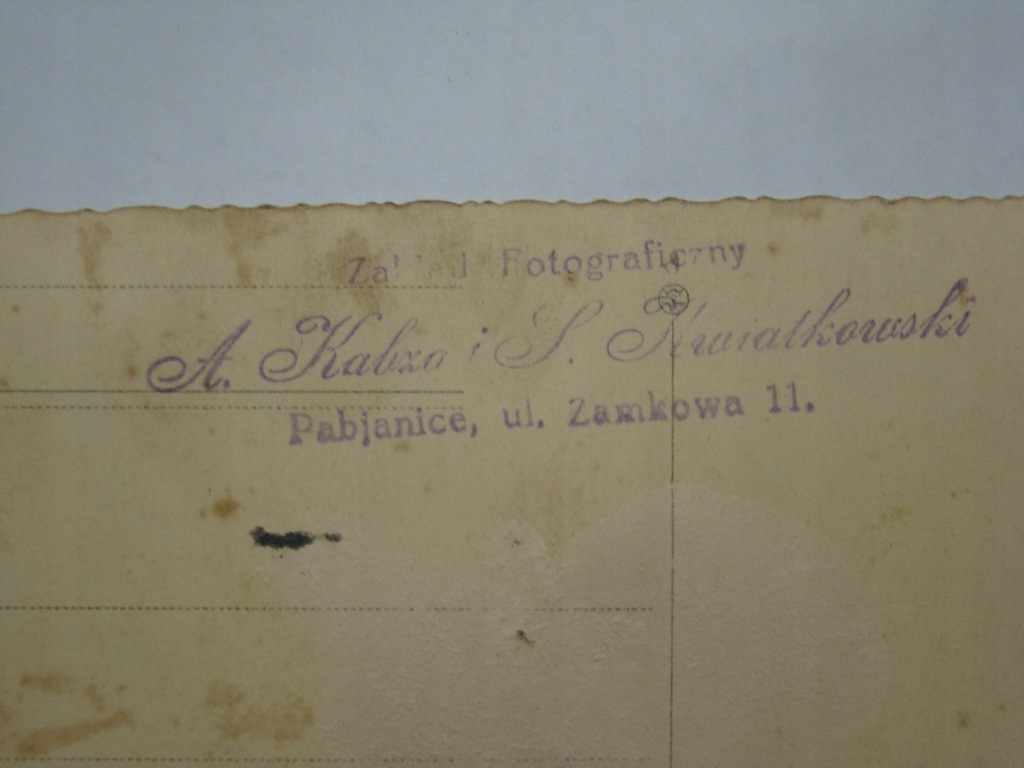 Zakład Fotograficzny
A. Kabza i S. Kwiatkowski
Pabjanice, ul. Zamkowa 11.